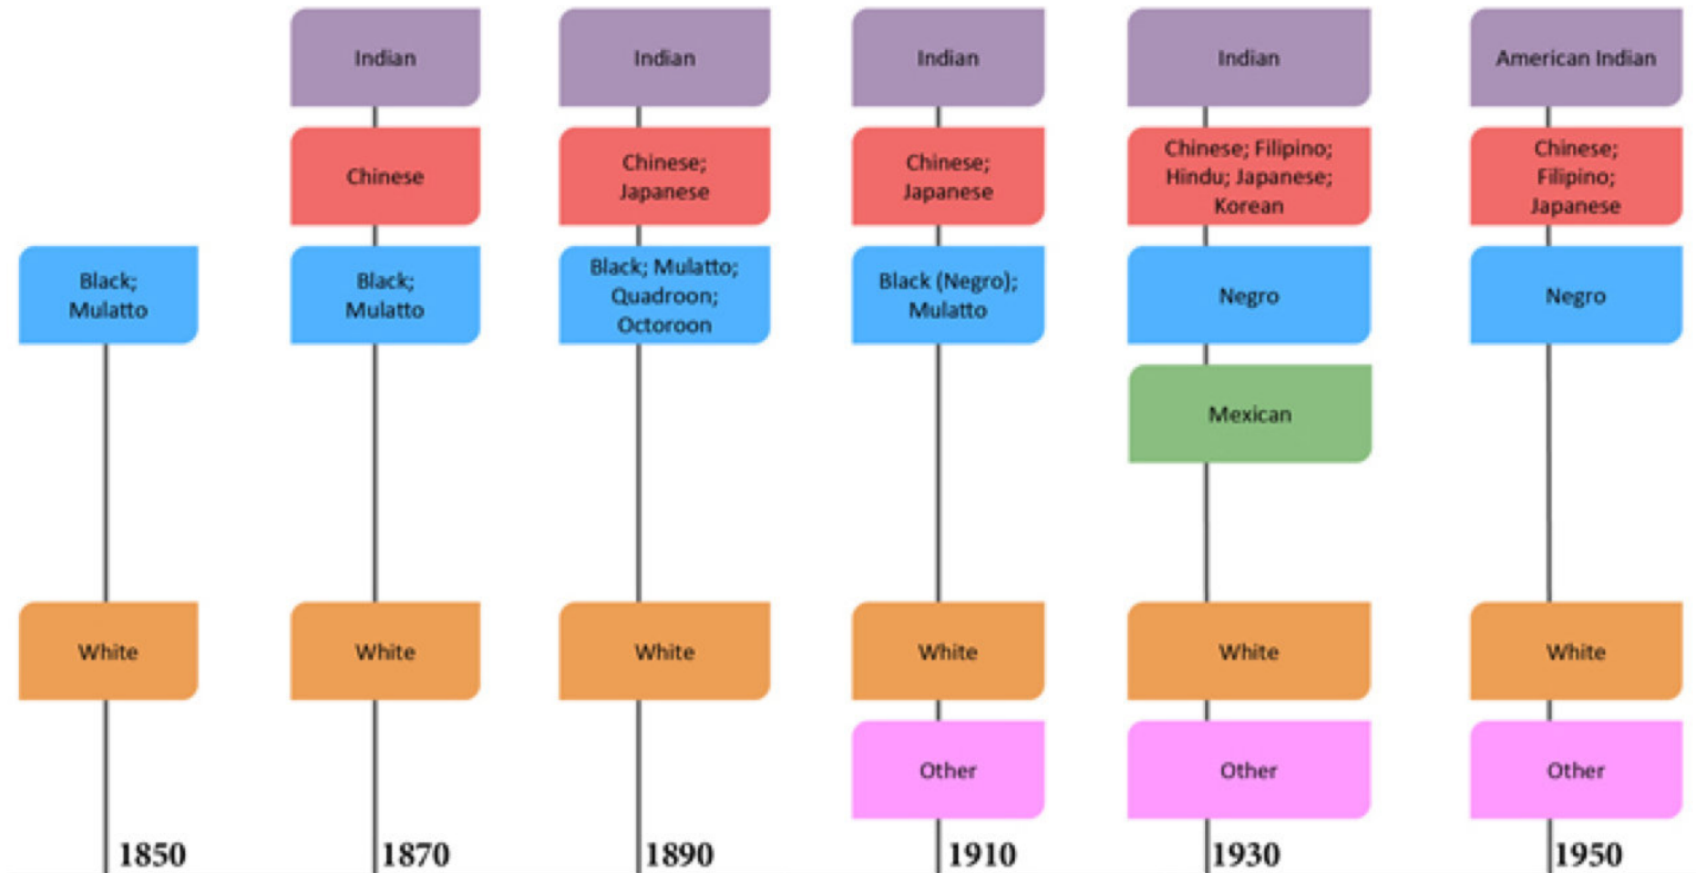 Indian
Indian
Indian
Indian
American Indian
Chinese
Chinese;
Japanese
Chinese;
Japanese
Chinese; Filipino;
Hindu; Japanese;
Korean
Chinese;
Filipino;
Japanese
Black;
Mulatto
Black;
Mulatto
Black; Mulatto;
Quadroon;
Octoroon
Black (Negro);
Mulatto
Negro
Negro
Mexican
White
White
White
White
White
White
Other
Other
Other
1850
1870
1890
1910
1930
1950